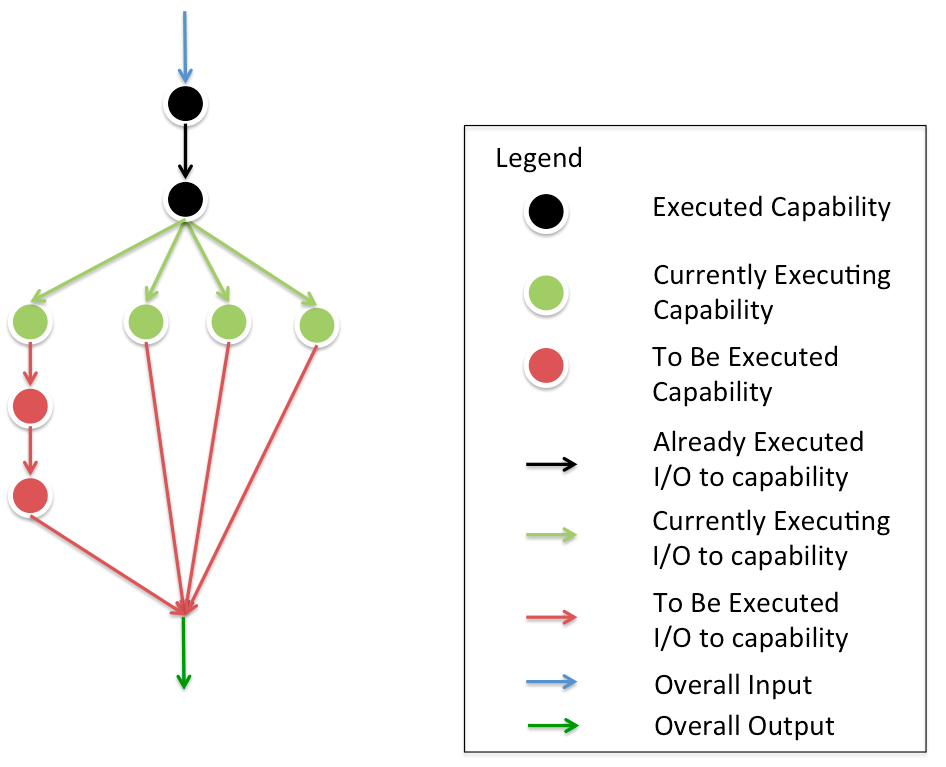 Legend
Executed Capability
Currently Executing
Capability
To Be Executed
Capability
Already Executed
I/O to capability
Currently Executing
I/O to capability
To Be Executed
I/O to capability
Overall Input
Overall Output